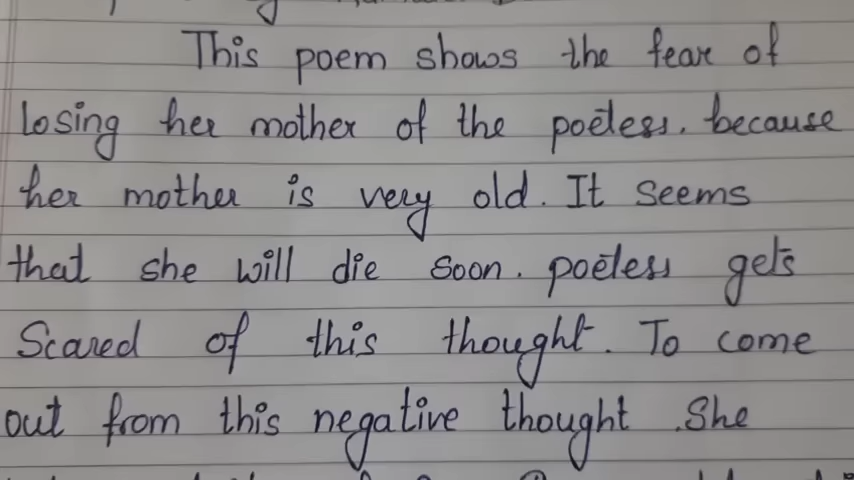 This poem shows the fear of
losing her mother of the poetess. because
her mother is very old. It seems
that she will die soon. poetess gets
Scared of this thought. To come
out from this negative thought .She